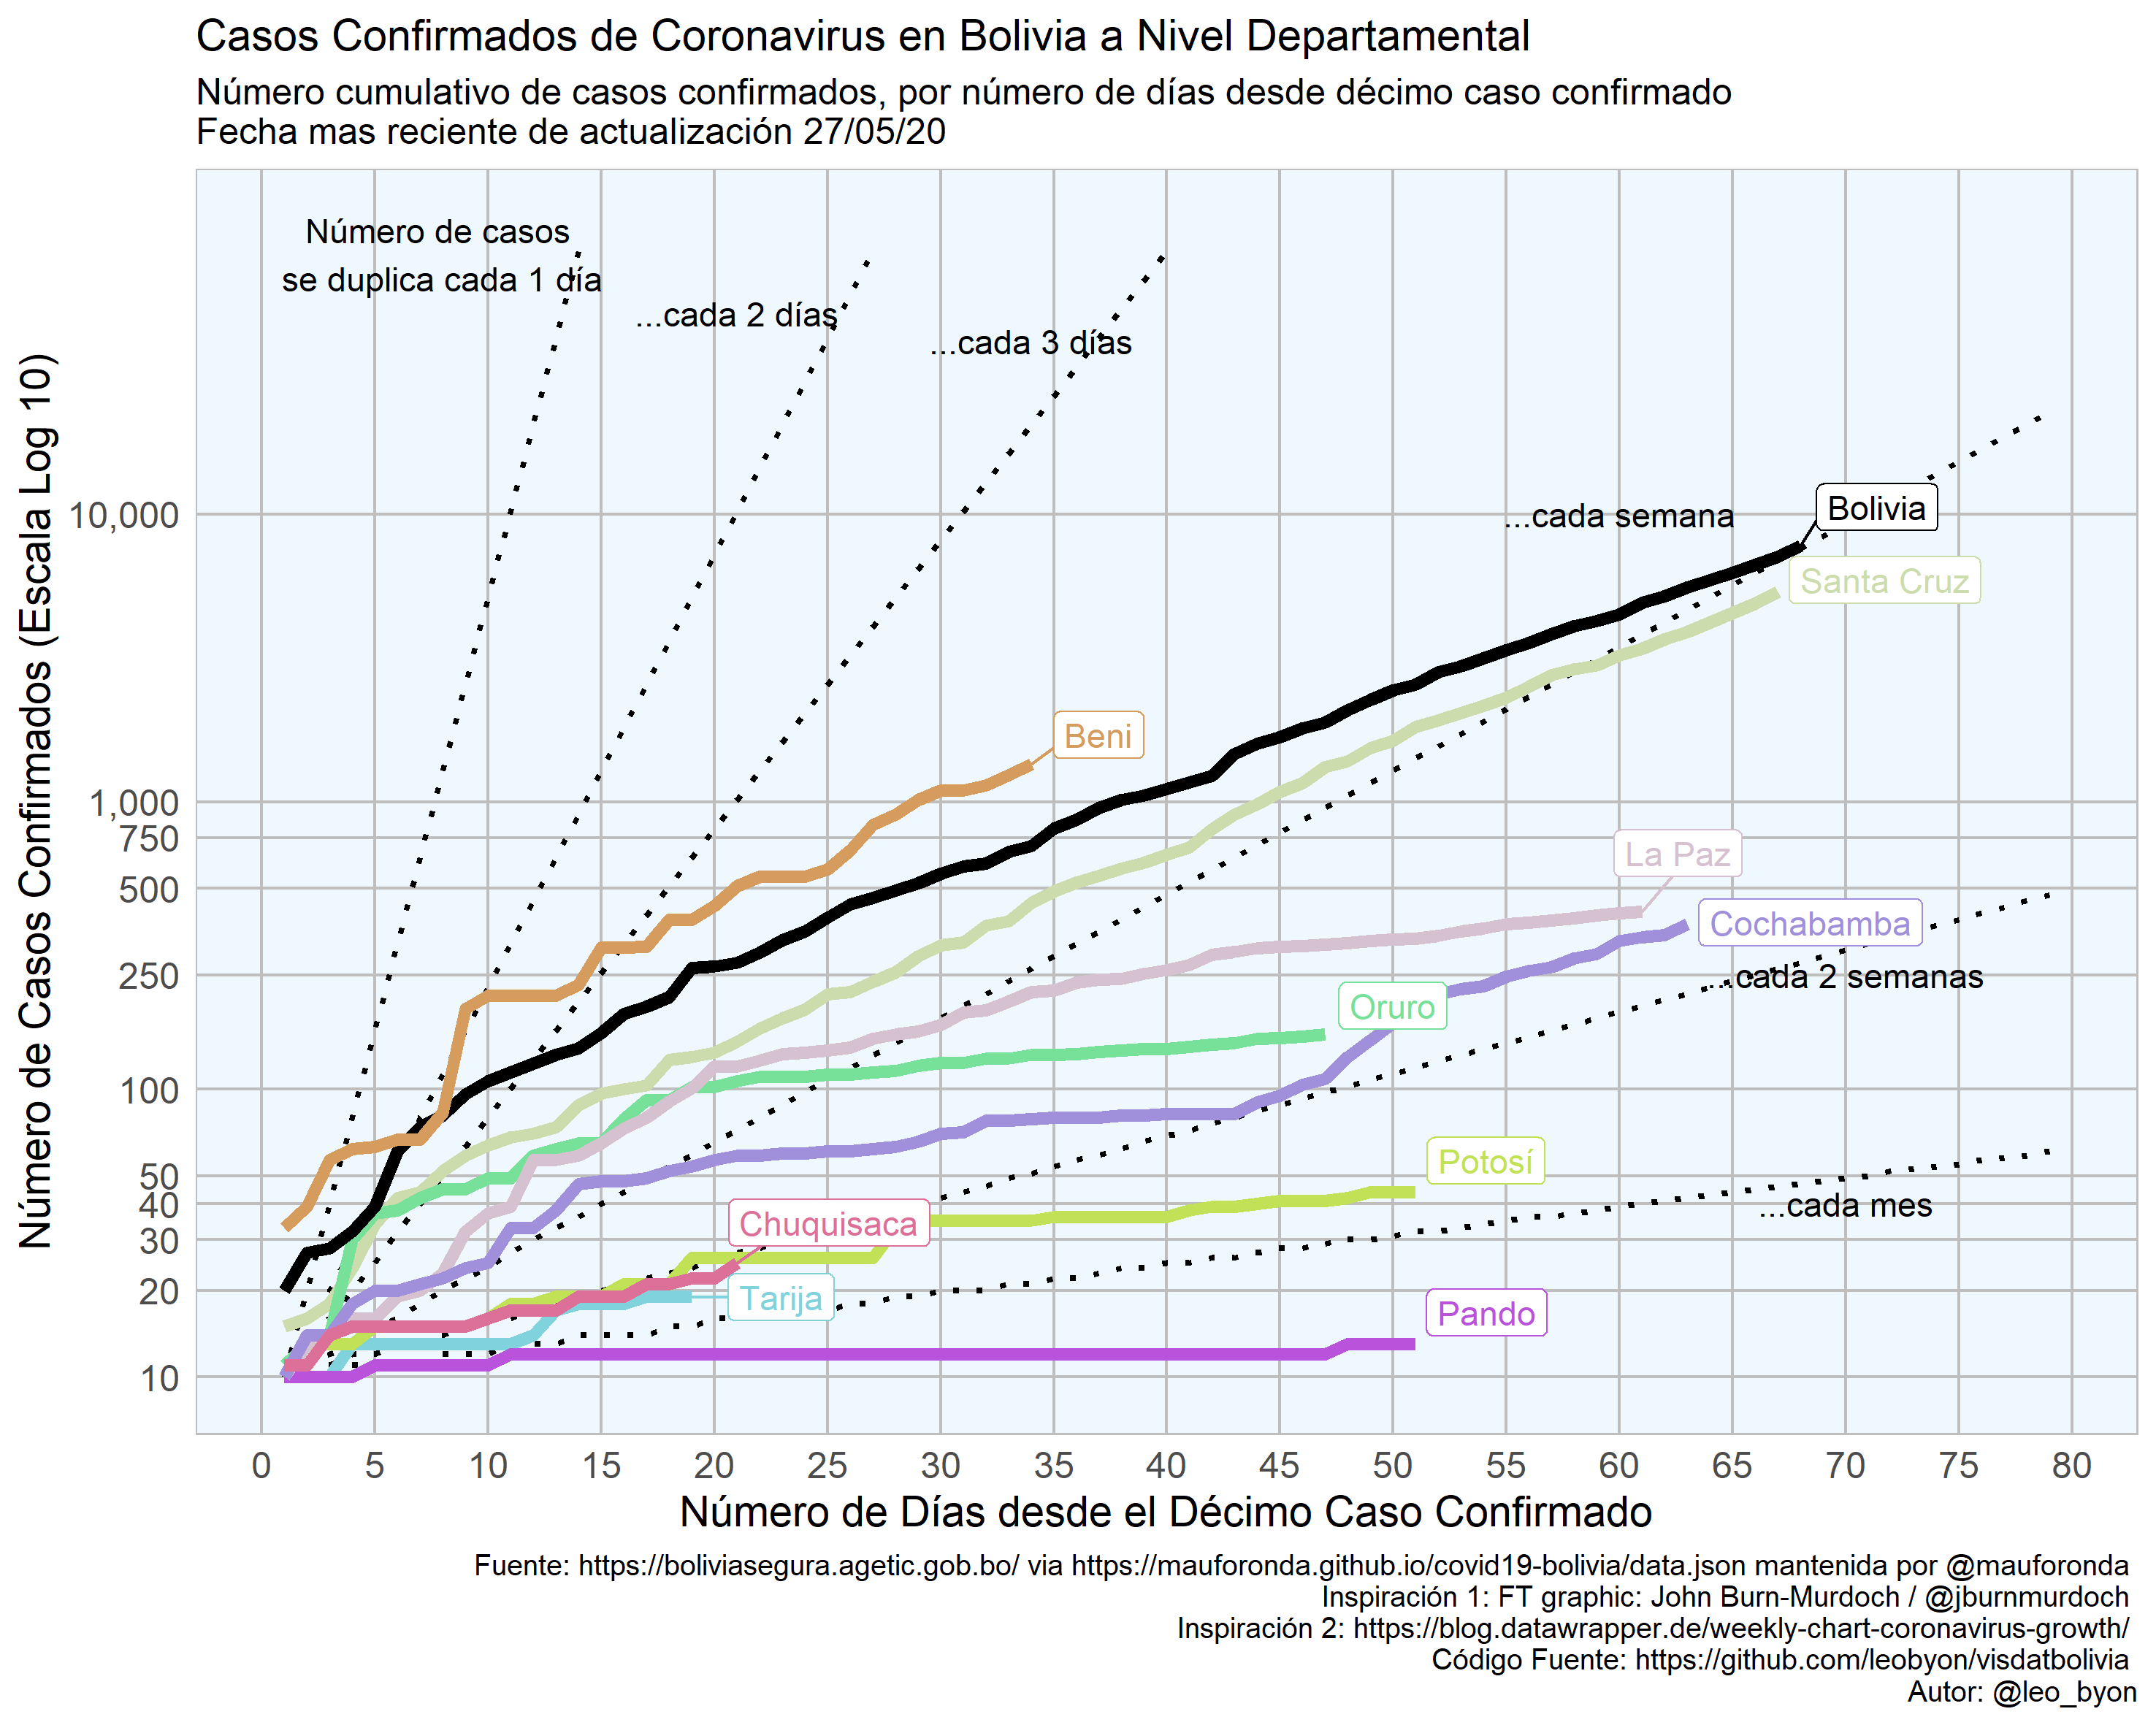 Casos Confirmados de Coronavirus en Bolivia a Nivel Departamental
Número cumulativo de casos confirmados, por número de días desde décimo caso confirmado
Fecha mas reciente de actualización 27/05/20
Número de Casos Confirmados (Escala Log 10)
10,000
1,000
750
500
250
100
50
40
30
20
10
Número de casos
se duplica cada 1 día
...cada 2 días
...cada 3 días
...cada semana
Bolivia
Santa Cruz
Beni
La Paz
Cochabamba
...cada 2 semanas
Oruro
Potosí
...cada mes
Chuquisaca
Tarija
Pando
0 5 10 15 20 25 30 35 40 45 50 55 60 65 70 75 80
Número de Días desde el Décimo Caso Confirmado
Fuente: https://boliviasegura.agetic.gob.bo/ via https://mauforonda.github.io/covid19-bolivia/data.json mantenida por @mauforonda
Inspiración 1: FT graphic: John Burn-Murdoch / @jburnmurdoch
Inspiración 2: https://blog.datawrapper.de/weekly-chart-coronavirus-growth/
Código Fuente: https://github.com/leobyon/visdatbolivia
Autor: @leo_byon